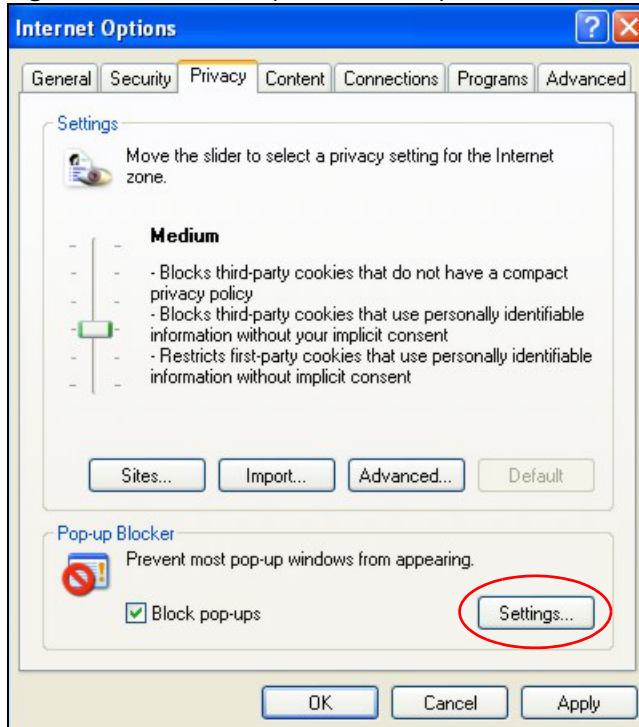 Internet Options
General Security Privacy Content Connections Programs Advanced
Settings
Move the slider to select a privacy setting for the Internet
zone.
Medium
- Blocks third-party cookies that do not have a compact
privacy policy
- Blocks third-party cookies that use personally identifiable
information without your implicit consent
- Restricts first-party cookies that use personally identifiable
information without implicit consent
Sites... Import... Advanced... Default
Pop-up Blocker
Prevent most pop-up windows from appearing.
Block pop-ups Settings...
OK Cancel Apply